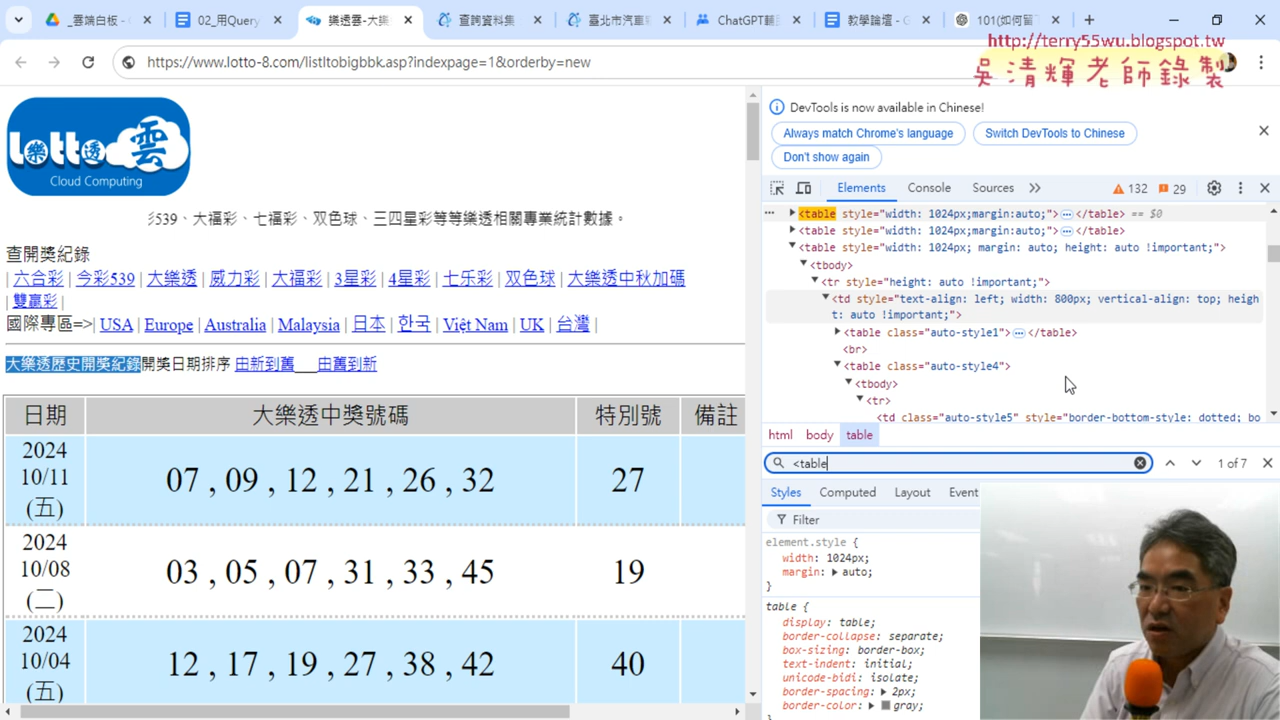 _雲端白板 - G
02_用Query
樂透雲-大樂
查詢資料集
臺北市汽車駕
ChatGPT輔助
教學論壇 - G
101(如何留
http://terry55wu.blogspot.tw
吳清輝老師錄製
https://www.lotto-8.com/listltobigbbk.asp?indexpage=1&orderby=new
lotto 樂透 雲
Cloud Computing
彡539、大福彩、七福彩、双色球、三四星彩等等樂透相關專業統計數據。
查開獎紀錄
| 六合彩 | 今彩539 | 大樂透 | 威力彩 | 大福彩 | 3星彩 | 4星彩 | 七乐彩 | 双色球 | 大樂透中秋加碼
| 雙贏彩 |
國際專區=>| USA | Europe | Australia | Malaysia | 日本 | 한국 | Việt Nam | UK | 台灣 |
大樂透歷史開獎紀錄開獎日期排序 由新到舊 由舊到新
日期 大樂透中獎號碼 特別號 備註
2024
10/11
(五)
07 , 09 , 12 , 21 , 26 , 32 27
2024
10/08
(二)
03 , 05 , 07 , 31 , 33 , 45 19
2024
10/04
(五)
12 , 17 , 19 , 27 , 38 , 42 40
DevTools is now available in Chinese!
Always match Chrome's language
Switch DevTools to Chinese
Don't show again
Elements Console Sources 132 29
<table style="width: 1024px;margin:auto;">…</table> == $0
<table style="width: 1024px;margin:auto;">…</table>
<table style="width: 1024px; margin: auto; height: auto !important;">
<tbody>
<tr style="height: auto !important;">
<td style="text-align: left; width: 800px; vertical-align: top; heigh
t: auto !important;">
<table class="auto-style1">…</table>
<br>
<table class="auto-style4">
<tbody>
<tr>
<td class="auto-style5" style="border-bottom-style: dotted; bo
html body table
<table
1 of 7
Styles Computed Layout Event
Filter
element.style {
width: 1024px;
margin: auto;
}
table {
display: table;
border-collapse: separate;
box-sizing: border-box;
text-indent: initial;
unicode-bidi: isolate;
border-spacing: 2px;
border-color: gray;